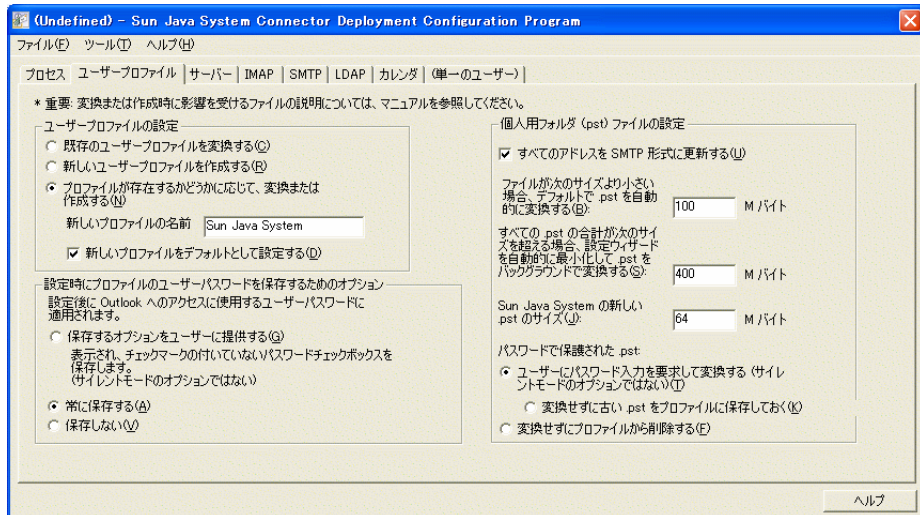 (Undefined) - Sun Java System Connector Deployment Configuration Program
ファイル(F) ツール(T) ヘルプ(H)
プロセス ユーザープロファイル サーバー IMAP SMTP LDAP カレンダ (単一のユーザー)
* 重要: 変換または作成時に影響を受けるファイルの説明については、マニュアルを参照してください。
ユーザープロファイルの設定
既存のユーザープロファイルを変換する(C)
新しいユーザープロファイルを作成する(R)
プロファイルが存在するかどうかに応じて、変換または
作成する(N)
新しいプロファイルの名前 Sun Java System
新しいプロファイルをデフォルトとして設定する(D)
設定時にプロファイルのユーザーパスワードを保存するためのオプション
設定後に Outlook へのアクセスに使用するユーザーパスワードに
適用されます。
保存するオプションをユーザーに提供する(G)
表示され、チェックマークの付いていないパスワードチェックボックスを
保存します。
(サイレントモードのオプションではない)
常に保存する(A)
保存しない(V)
個人用フォルダ (pst) ファイルの設定
すべてのアドレスを SMTP 形式に更新する(U)
ファイルが次のサイズより小さい
場合、デフォルトで .pst を自動
的に変換する(B): 100 M バイト
すべての .pst の合計が次のサイ
ズを超える場合、設定ウィザード
を自動的に最小化して .pst を
バックグラウンドで変換する(S): 400 M バイト
Sun Java System の新しい
.pst のサイズ(J): 64 M バイト
パスワードで保護された .pst:
ユーザーにパスワード入力を要求して変換する (サイレ
ントモードのオプションではない)(T)
変換せずに古い .pst をプロファイルに保存しておく(K)
変換せずにプロファイルから削除する(F)
ヘルプ